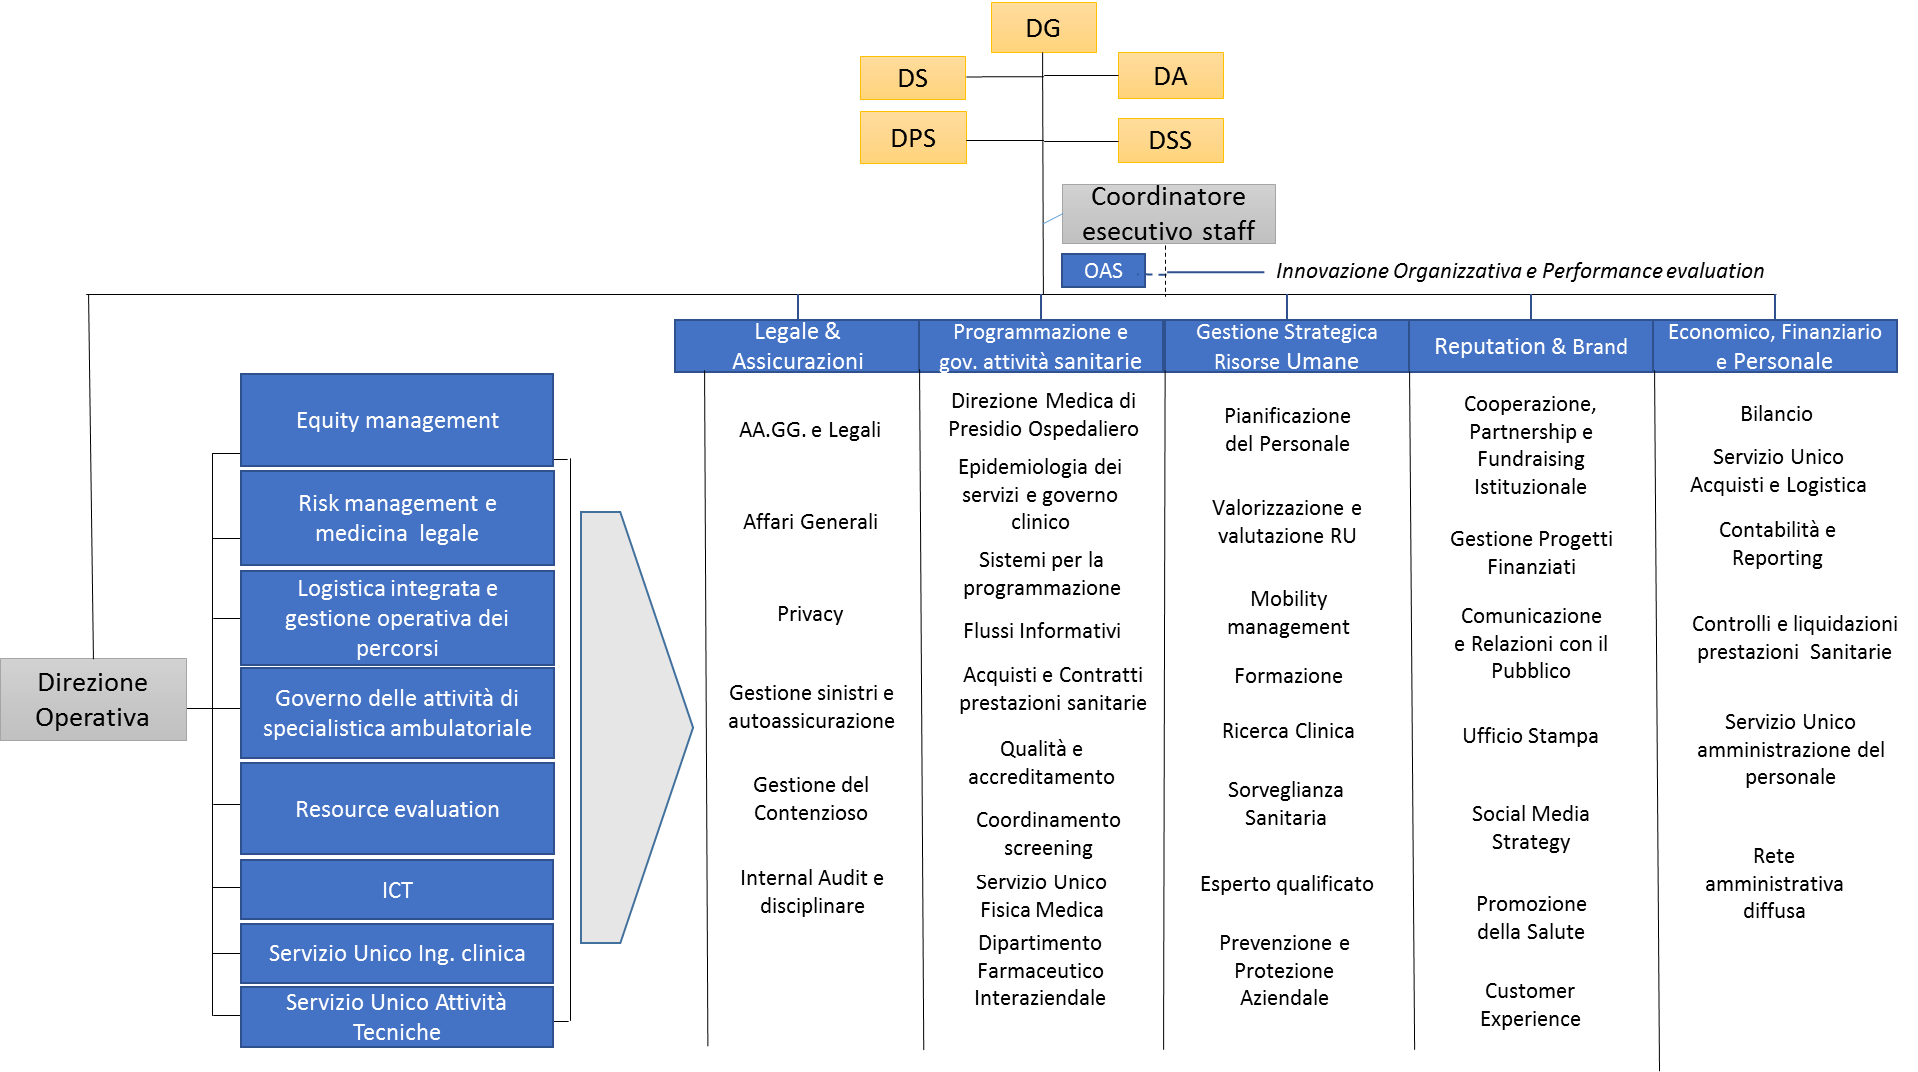 DG
DS
DA
DPS
DSS
Coordinatore
esecutivo staff
OAS
Innovazione Organizzativa e Performance evaluation
Direzione
Operativa
Equity management
Risk management e
medicina legale
Logistica integrata e
gestione operativa dei
percorsi
Governo delle attività di
specialistica ambulatoriale
Resource evaluation
ICT
Servizio Unico Ing. clinica
Servizio Unico Attività
Tecniche
Legale &
Assicurazioni
AA.GG. e Legali
Affari Generali
Privacy
Gestione sinistri e
autoassicurazione
Gestione del
Contenzioso
Internal Audit e
disciplinare
Programmazione e
gov. attività sanitarie
Direzione Medica di
Presidio Ospedaliero
Epidemiologia dei
servizi e governo
clinico
Sistemi per la
programmazione
Flussi Informativi
Acquisti e Contratti
prestazioni sanitarie
Qualità e
accreditamento
Coordinamento
screening
Servizio Unico
Fisica Medica
Dipartimento
Farmaceutico
Interaziendale
Gestione Strategica
Risorse Umane
Pianificazione
del Personale
Valorizzazione e
valutazione RU
Mobility
management
Formazione
Ricerca Clinica
Sorveglianza
Sanitaria
Esperto qualificato
Prevenzione e
Protezione
Aziendale
Reputation & Brand
Cooperazione,
Partnership e
Fundraising
Istituzionale
Gestione Progetti
Finanziati
Comunicazione
e Relazioni con il
Pubblico
Ufficio Stampa
Social Media
Strategy
Promozione
della Salute
Customer
Experience
Economico, Finanziario
e Personale
Bilancio
Servizio Unico
Acquisti e Logistica
Contabilità e
Reporting
Controlli e liquidazioni
prestazioni Sanitarie
Servizio Unico
amministrazione del
personale
Rete
amministrativa
diffusa